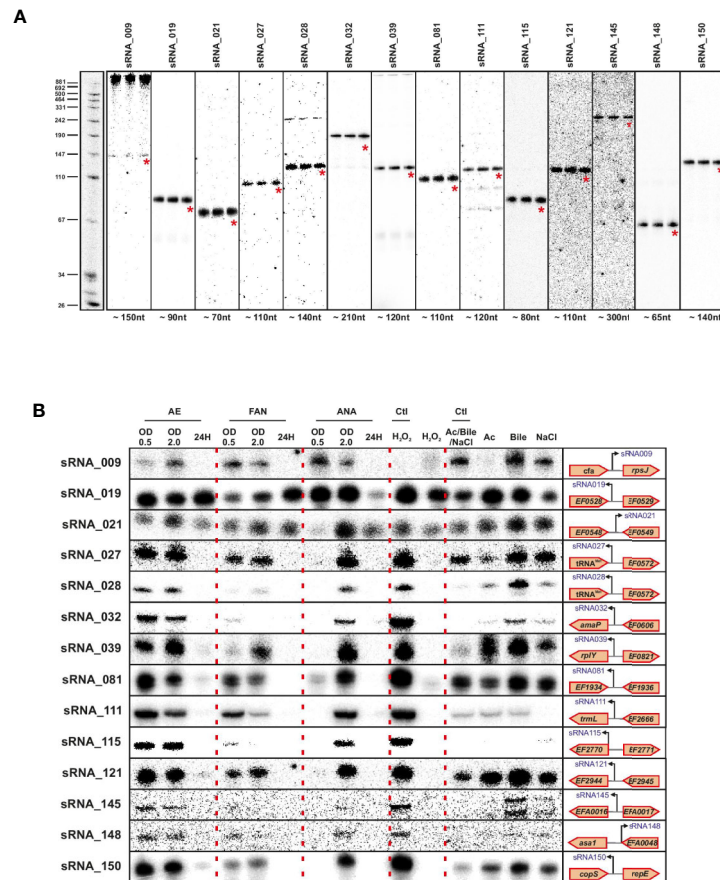 A
sRNA_009 sRNA_019 sRNA_021 sRNA_027 sRNA_028 sRNA_032 sRNA_039 sRNA_081 sRNA_111 sRNA_115 sRNA_121 sRNA_145 sRNA_148 sRNA_150
881
692
500
404
331
242
190
147
110
67
34
26
* * * * * * * * * * * * * *
~ 150nt ~ 90nt ~ 70nt ~ 110nt ~ 140nt ~ 210nt ~ 120nt ~ 110nt ~ 120nt ~ 80nt ~ 110nt ~ 300nt ~ 65nt ~ 140nt
B
AE FAN ANA Ctl Ctl
OD 0.5 OD 2.0 24H OD 0.5 OD 2.0 24H OD 0.5 OD 2.0 24H H₂O₂ H₂O₂ Ac/Bile /NaCl Ac Bile NaCl
sRNA_009 sRNA009 cfa rpsJ
sRNA_019 sRNA019 EF0528 EF0529
sRNA_021 sRNA021 EF0548 EF0549
sRNA_027 sRNA027 EF0572
sRNA_028 sRNA028 EF0572
sRNA_032 sRNA032 amaP EF0606
sRNA_039 sRNA039 rplY EF0821
sRNA_081 sRNA081 EF1934 EF1936
sRNA_111 sRNA111 trmL EF2666
sRNA_115 sRNA115 EF2770 EF2771
sRNA_121 sRNA121 EF2944 EF2945
sRNA_145 sRNA145 EFA0016 EFA0017
sRNA_148 sRNA148 asa1 EFA0048
sRNA_150 sRNA150 copS repE